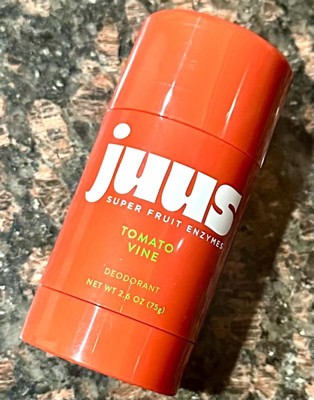 juus
SUPER FRUIT ENZYMES
TOMATO
VINE
DEODORANT
NET WT 2.6 OZ (75g)